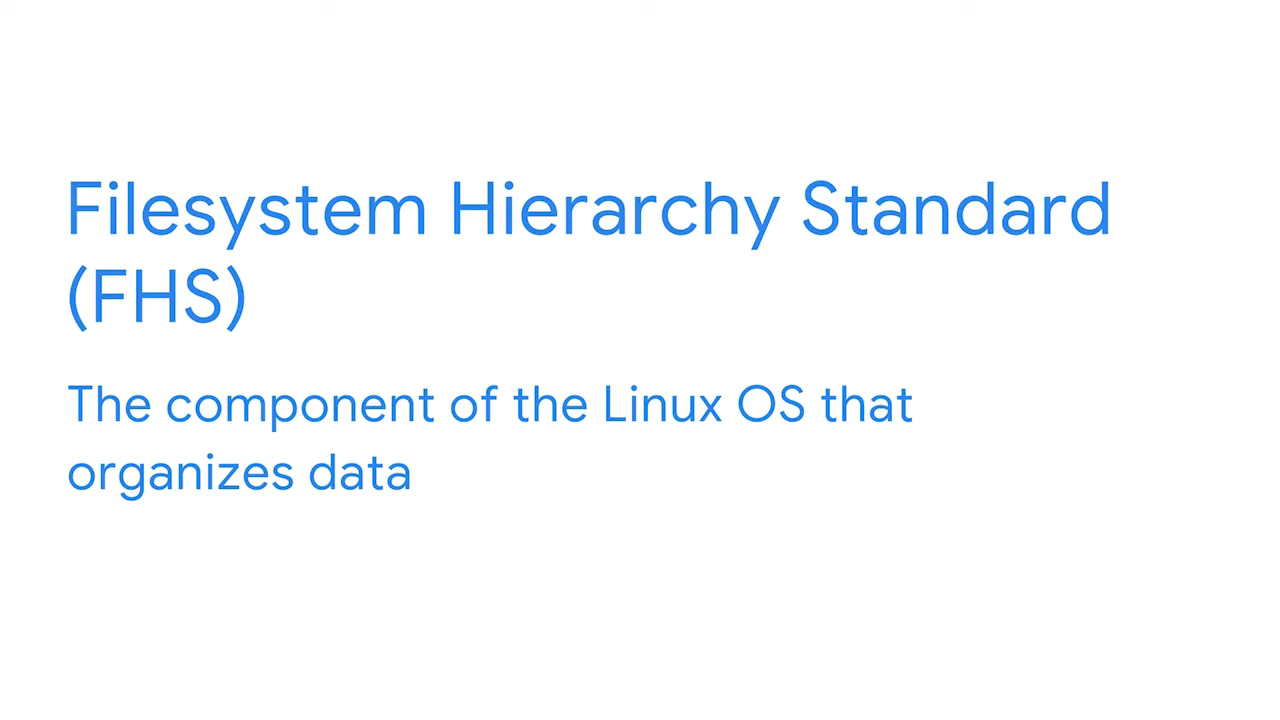 Filesystem Hierarchy Standard
(FHS)
The component of the Linux OS that
organizes data